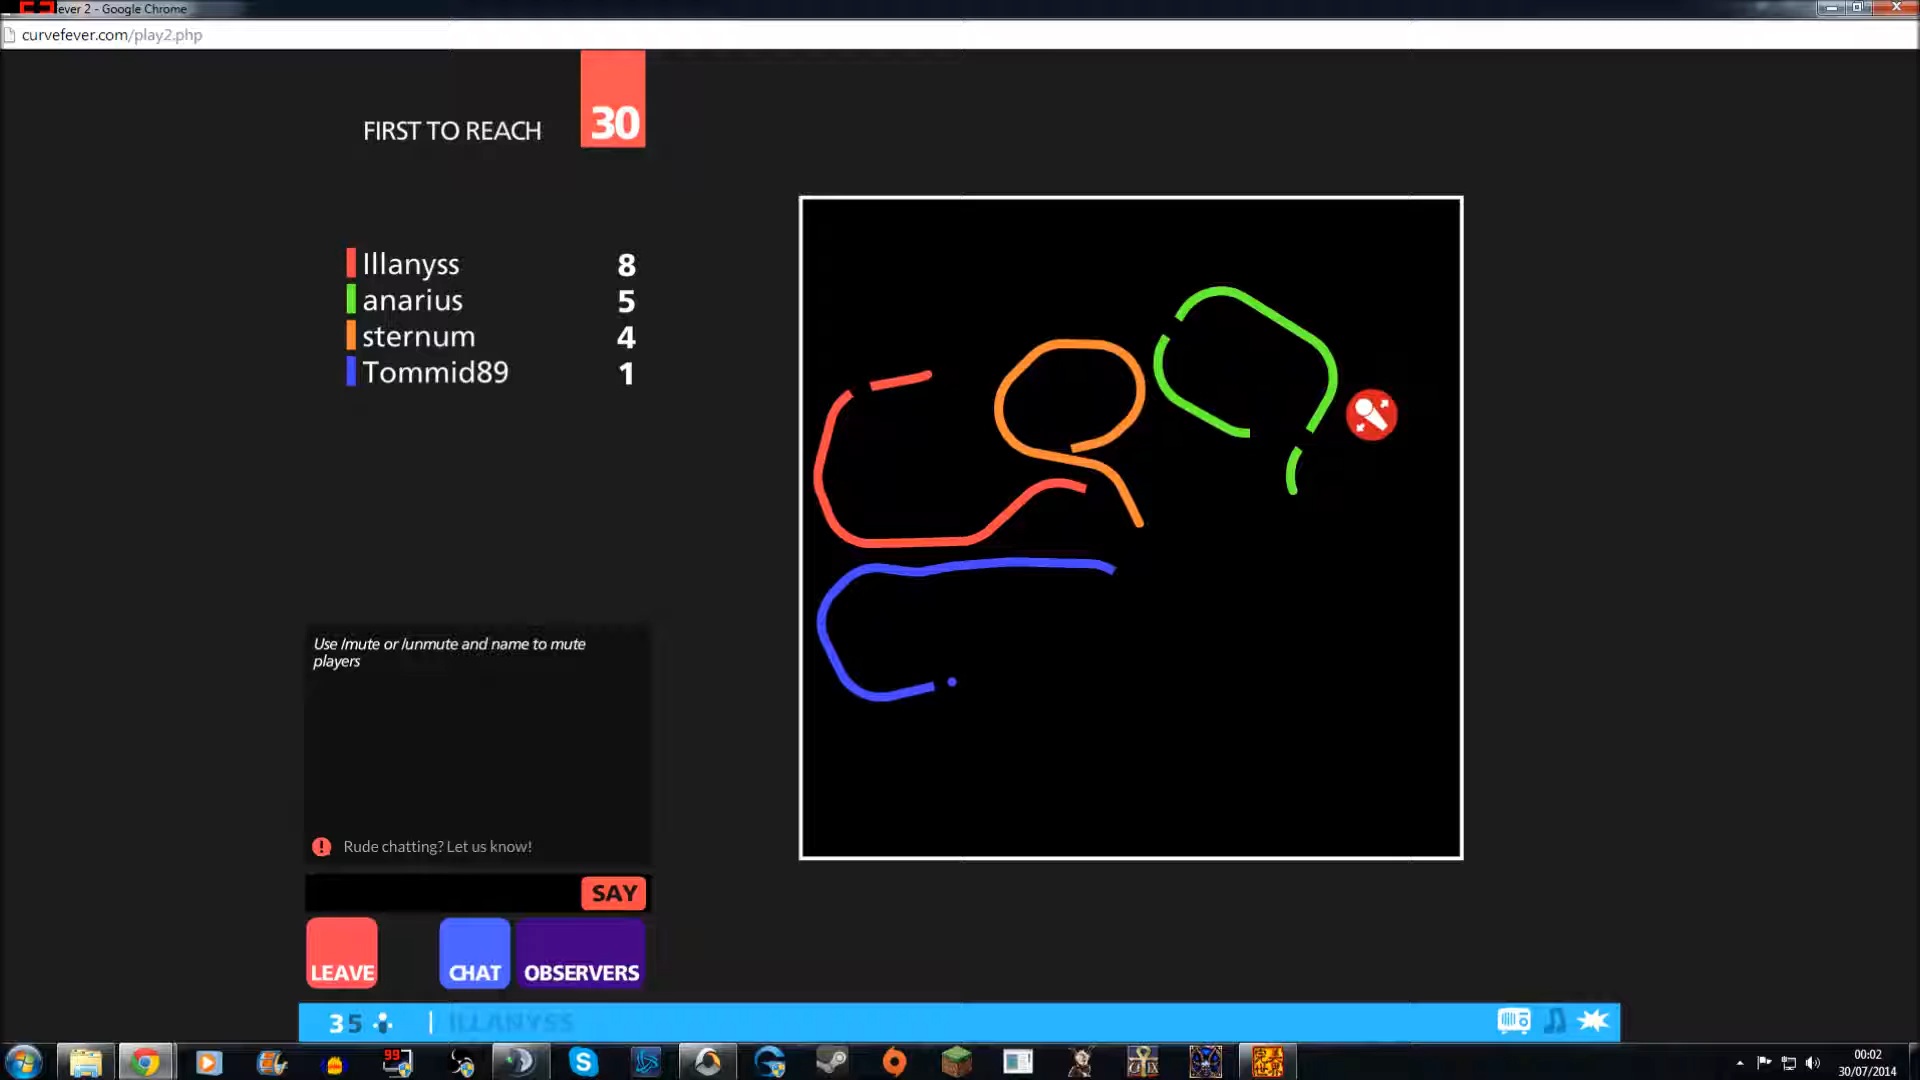 ever 2 - Google Chrome
curvefever.com/play2.php
FIRST TO REACH 30
Illanyss 8
anarius 5
sternum 4
Tommid89 1
Use /mute or /unmute and name to mute
players
Rude chatting? Let us know!
SAY
LEAVE CHAT OBSERVERS
35 ILLANYSS
99
00:02
30/07/2014